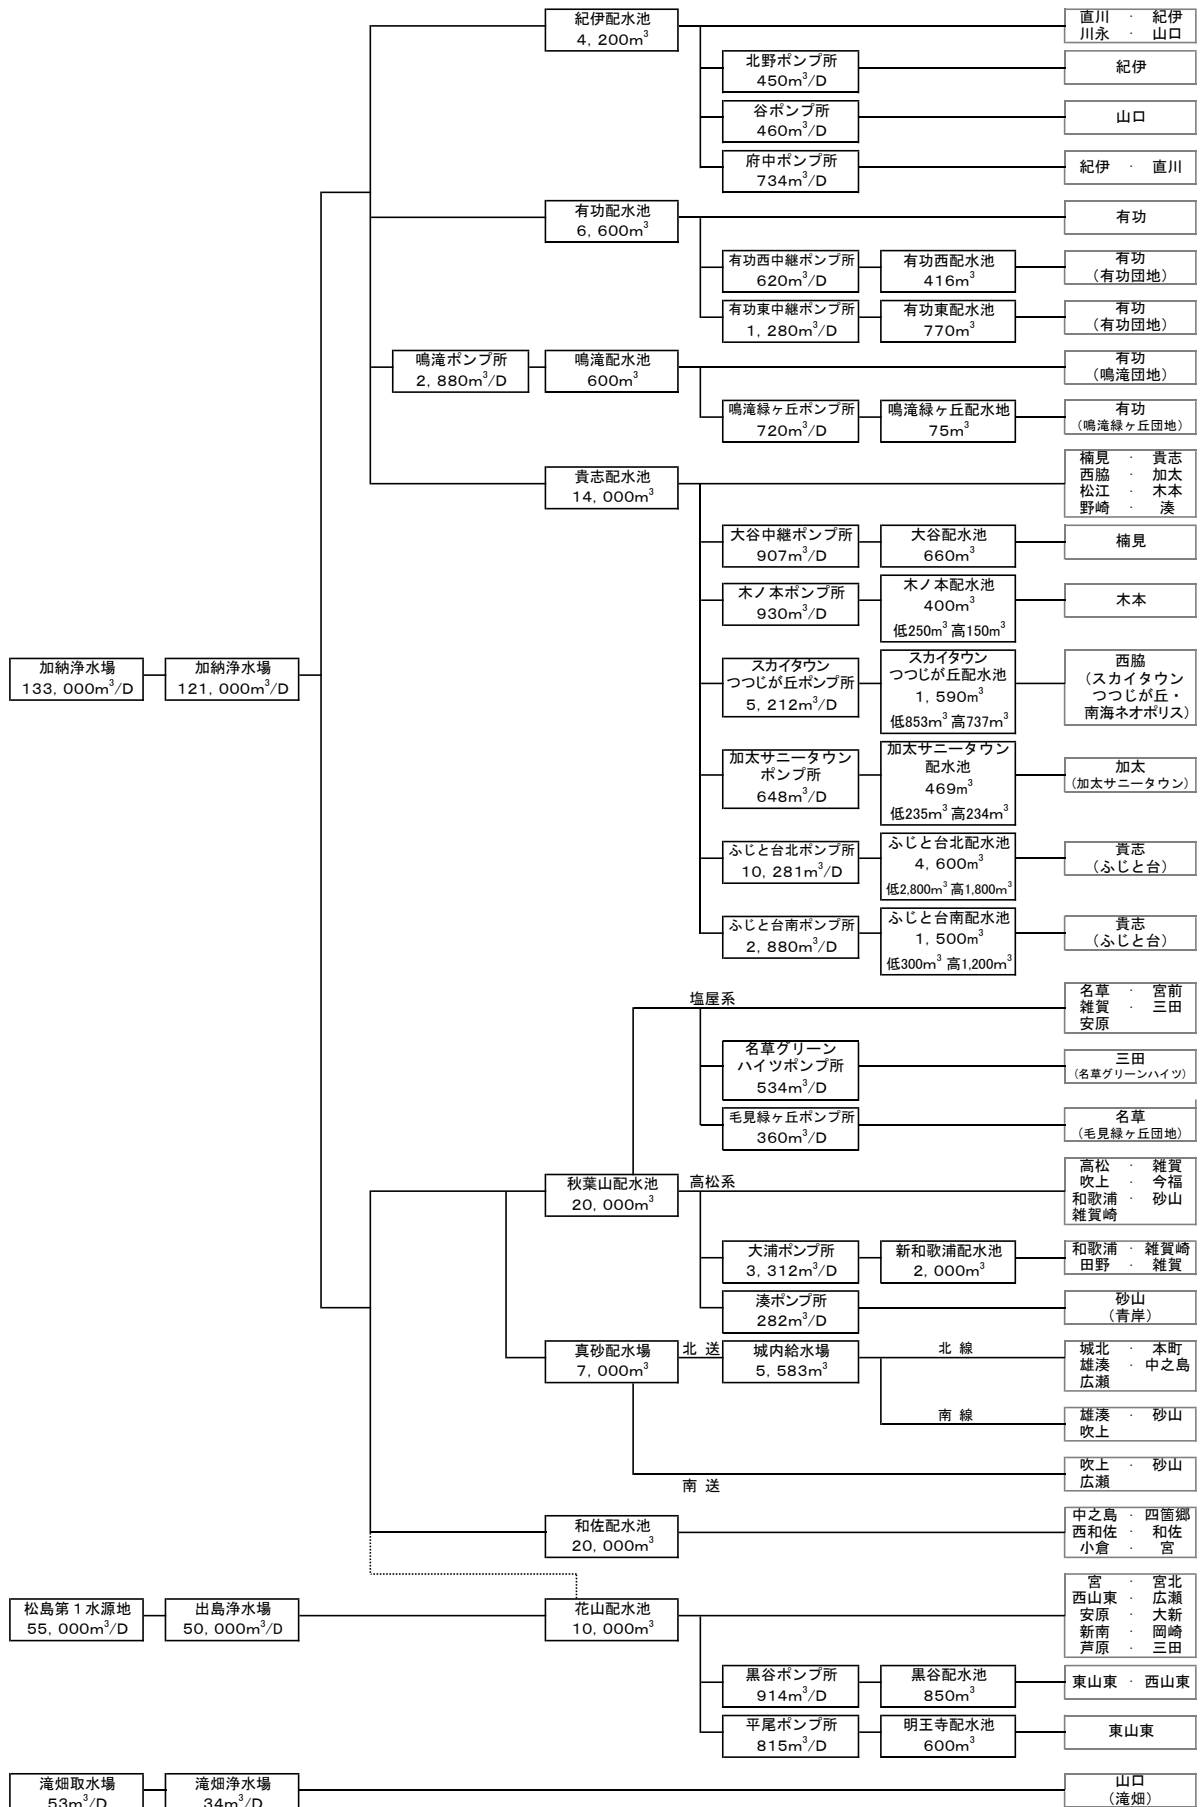 紀伊配水池
4，200m³
直川 ・ 紀伊
川永 ・ 山口
北野ポンプ所
450m³/D
紀伊
谷ポンプ所
460m³/D
山口
府中ポンプ所
734m³/D
紀伊 ・ 直川
有功配水池
6，600m³
有功
有功西中継ポンプ所
620m³/D
有功西配水池
416m³
有功
（有功団地）
有功東中継ポンプ所
1，280m³/D
有功東配水池
770m³
有功
（有功団地）
鳴滝ポンプ所
2，880m³/D
鳴滝配水池
600m³
有功
（鳴滝団地）
鳴滝緑ヶ丘ポンプ所
720m³/D
鳴滝緑ヶ丘配水地
75m³
有功
（鳴滝緑ヶ丘団地）
貴志配水池
14，000m³
楠見 ・ 貴志
西脇 ・ 加太
松江 ・ 木本
野崎 ・ 湊
大谷中継ポンプ所
907m³/D
大谷配水池
660m³
楠見
木ノ本ポンプ所
930m³/D
木ノ本配水池
400m³
低250m³ 高150m³
木本
加納浄水場
133，000m³/D
加納浄水場
121，000m³/D
スカイタウン
つつじが丘ポンプ所
5，212m³/D
スカイタウン
つつじが丘配水池
1，590m³
低853m³ 高737m³
西脇
（スカイタウン
つつじが丘・
南海ネオポリス）
加太サニータウン
ポンプ所
648m³/D
加太サニータウン
配水池
469m³
低235m³ 高234m³
加太
（加太サニータウン）
ふじと台北ポンプ所
10，281m³/D
ふじと台北配水池
4，600m³
低2,800m³ 高1,800m³
貴志
（ふじと台）
ふじと台南ポンプ所
2，880m³/D
ふじと台南配水池
1，500m³
低300m³ 高1,200m³
貴志
（ふじと台）
塩屋系
名草 ・ 宮前
雑賀 ・ 三田
安原
名草グリーン
ハイツポンプ所
534m³/D
三田
（名草グリーンハイツ）
毛見緑ヶ丘ポンプ所
360m³/D
名草
（毛見緑ヶ丘団地）
秋葉山配水池
20，000m³
高松系
高松 ・ 雑賀
吹上 ・ 今福
和歌浦 ・ 砂山
雑賀崎
大浦ポンプ所
3，312m³/D
新和歌浦配水池
2，000m³
和歌浦 ・ 雑賀崎
田野 ・ 雑賀
湊ポンプ所
282m³/D
砂山
（青岸）
真砂配水場
7，000m³
北 送
城内給水場
5，583m³
北 線
城北 ・ 本町
雄湊 ・ 中之島
広瀬
南 線
雄湊 ・ 砂山
吹上
南 送
吹上 ・ 砂山
広瀬
和佐配水池
20，000m³
中之島 ・ 四箇郷
西和佐 ・ 和佐
小倉 ・ 宮
松島第１水源地
55，000m³/D
出島浄水場
50，000m³/D
花山配水池
10，000m³
宮 ・ 宮北
西山東 ・ 広瀬
安原 ・ 大新
新南 ・ 岡崎
芦原 ・ 三田
黒谷ポンプ所
914m³/D
黒谷配水池
850m³
東山東 ・ 西山東
平尾ポンプ所
815m³/D
明王寺配水池
600m³
東山東
滝畑取水場
53m³/D
滝畑浄水場
34m³/D
山口
（滝畑）